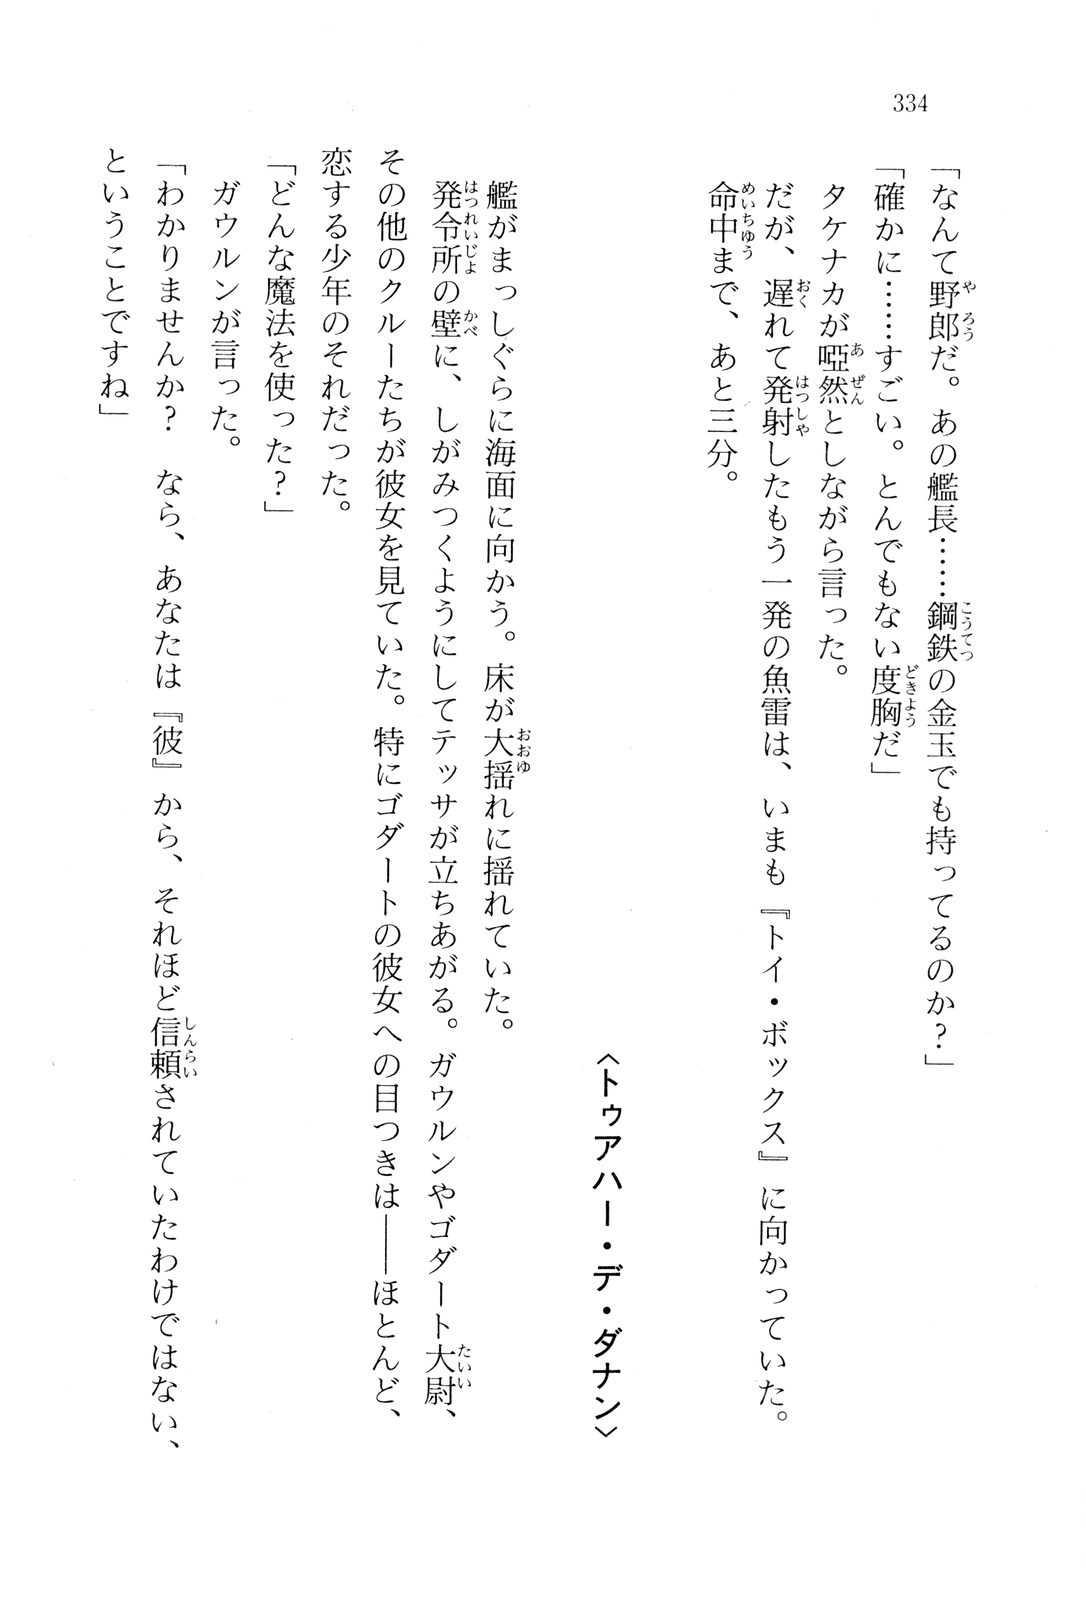 334
「なんて野郎だ。あの艦長……鋼鉄の金玉でも持ってるのか？」
「確かに……すごい。とんでもない度胸だ」
タケナカが啞然としながら言った。
だが、遅れて発射したもう一発の魚雷は、いまも『トイ・ボックス』に向かっていた。
命中まで、あと三分。
〈トゥアハー・デ・ダナン〉
艦がまっしぐらに海面に向かう。床が大揺れに揺れていた。
発令所の壁に、しがみつくようにしてテッサが立ちあがる。ガウルンやゴダート大尉、
その他のクルーたちが彼女を見ていた。特にゴダートの彼女への目つきは――ほとんど、
恋する少年のそれだった。
「どんな魔法を使った？」
ガウルンが言った。
「わかりませんか？　なら、あなたは『彼』から、それほど信頼されていたわけではない、
ということですね」